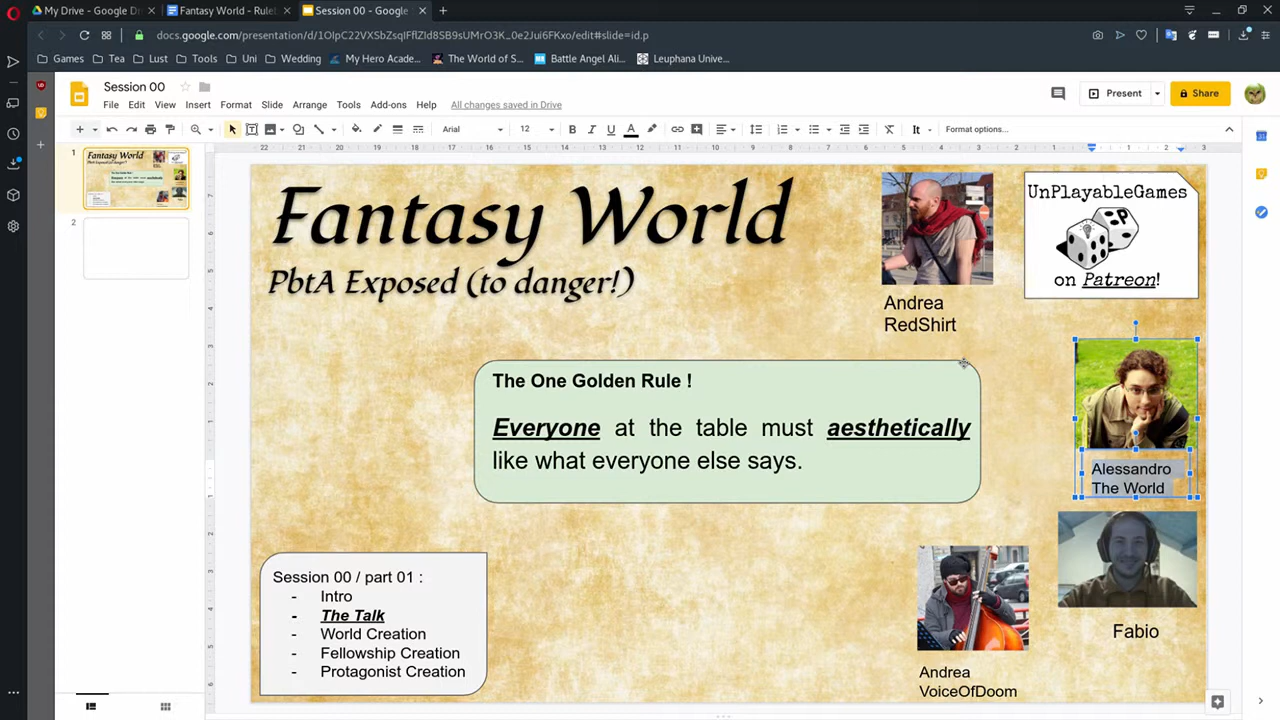 My Drive - Google D
Fantasy World - Rule
Session 00 - Google
docs.google.com/presentation/d/1OlpC22VXSbZsqIFflZId8SB9sUMrO3K_0e2Jui6FKxo/edit#slide=id.p
Games
Tea
Lust
Tools
Uni
Wedding
My Hero Acade...
The World of S...
Battle Angel Ali...
Leuphana Unive...
Session 00
File Edit View Insert Format Slide Arrange Tools Add-ons Help All changes saved in Drive
Present
Share
Arial
12
Format options...
1
2
Fantasy World
PbtA Exposed (to danger!)
Andrea
RedShirt
UnPlayableGames
on Patreon!
The One Golden Rule !
Everyone at the table must aesthetically
like what everyone else says.
Alessandro
The World
Session 00 / part 01 :
- Intro
- The Talk
- World Creation
- Fellowship Creation
- Protagonist Creation
Fabio
Andrea
VoiceOfDoom